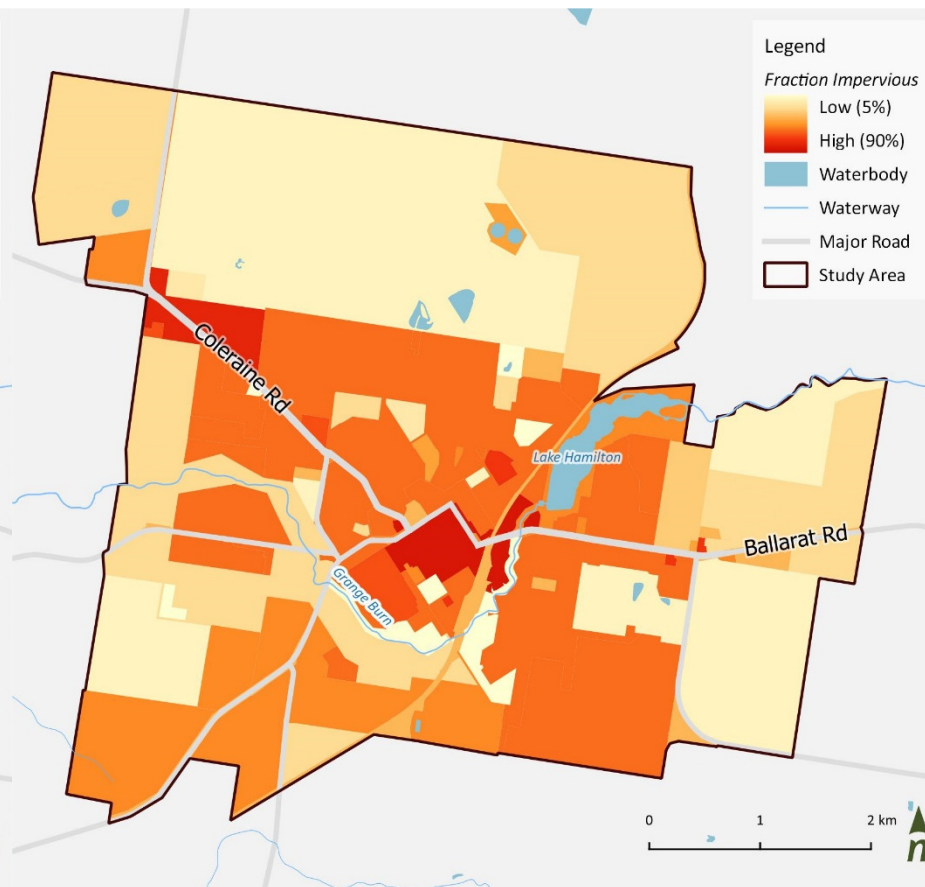 Legend
Fraction Impervious
Low (5%)
High (90%)
Waterbody
Waterway
Major Road
Study Area
Coleraine Rd
Lake Hamilton
Ballarat Rd
Grange Burn
0 1 2 km
n